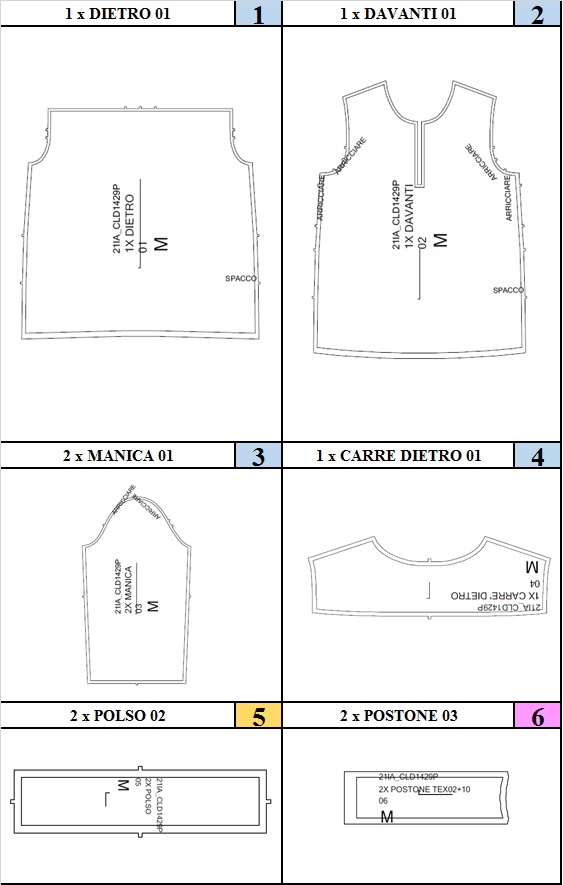 1 x DIETRO 01
1
1 x DAVANTI 01
2
21IA_CLD1429P
1X DIETRO
01
M
SPACCO
ARRICCIARE
ARRICCIARE
ARRICCIARE
ARRICCIARE
21IA_CLD1429P
1X DAVANTI
02
M
SPACCO
2 x MANICA 01
3
1 x CARRE DIETRO 01
4
ARRICCIARE
ARRICCIARE
21IA_CLD1429P
2X MANICA
03
M
21IA_CLD1429P
1X CARRE' DIETRO
04
M
2 x POLSO 02
5
2 x POSTONE 03
6
21IA_CLD1429P
2X POLSO
05
M
21IA_CLD1429P
2X POSTONE TEX02+10
06
M